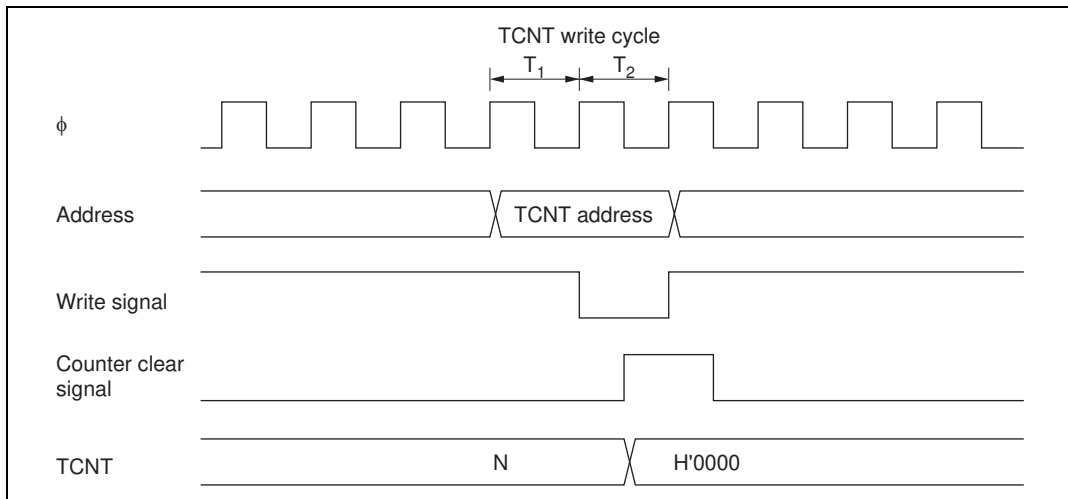 TCNT write cycle
T1 T2
ϕ
Address
TCNT address
Write signal
Counter clear
signal
TCNT
N
H'0000